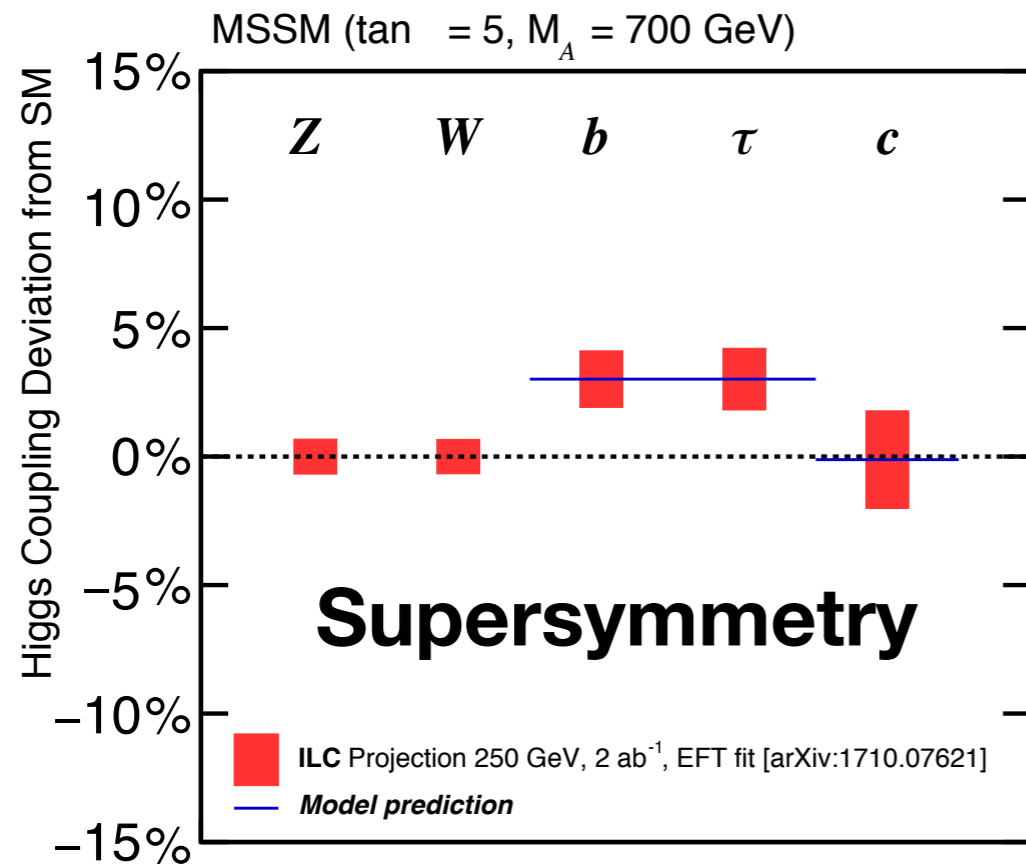 MSSM (tan = 5, M_A = 700 GeV)
Higgs Coupling Deviation from SM
15%
Z W b τ c
10%
5%
0%
−5%
Supersymmetry
−10%
ILC Projection 250 GeV, 2 ab⁻¹, EFT fit [arXiv:1710.07621]
Model prediction
−15%